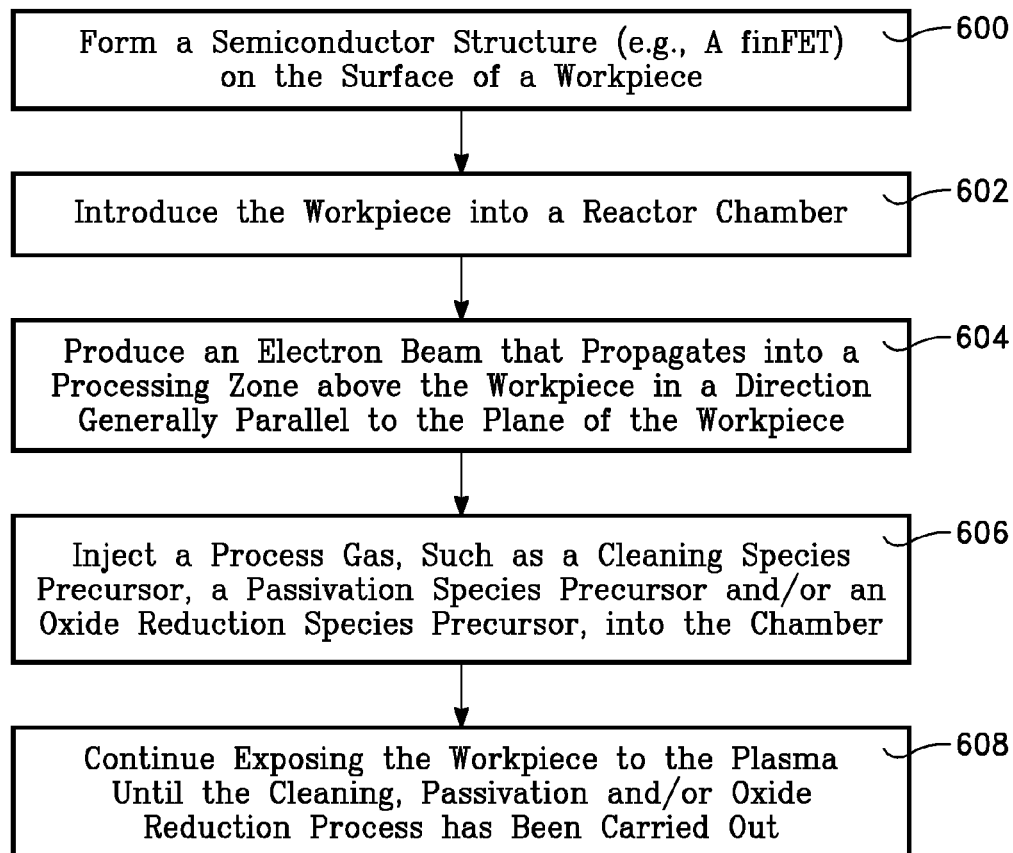 Form a Semiconductor Structure (e.g., A finFET)
on the Surface of a Workpiece
600
Introduce the Workpiece into a Reactor Chamber
602
Produce an Electron Beam that Propagates into a
Processing Zone above the Workpiece in a Direction
Generally Parallel to the Plane of the Workpiece
604
Inject a Process Gas, Such as a Cleaning Species
Precursor, a Passivation Species Precursor and/or an
Oxide Reduction Species Precursor, into the Chamber
606
Continue Exposing the Workpiece to the Plasma
Until the Cleaning, Passivation and/or Oxide
Reduction Process has Been Carried Out
608